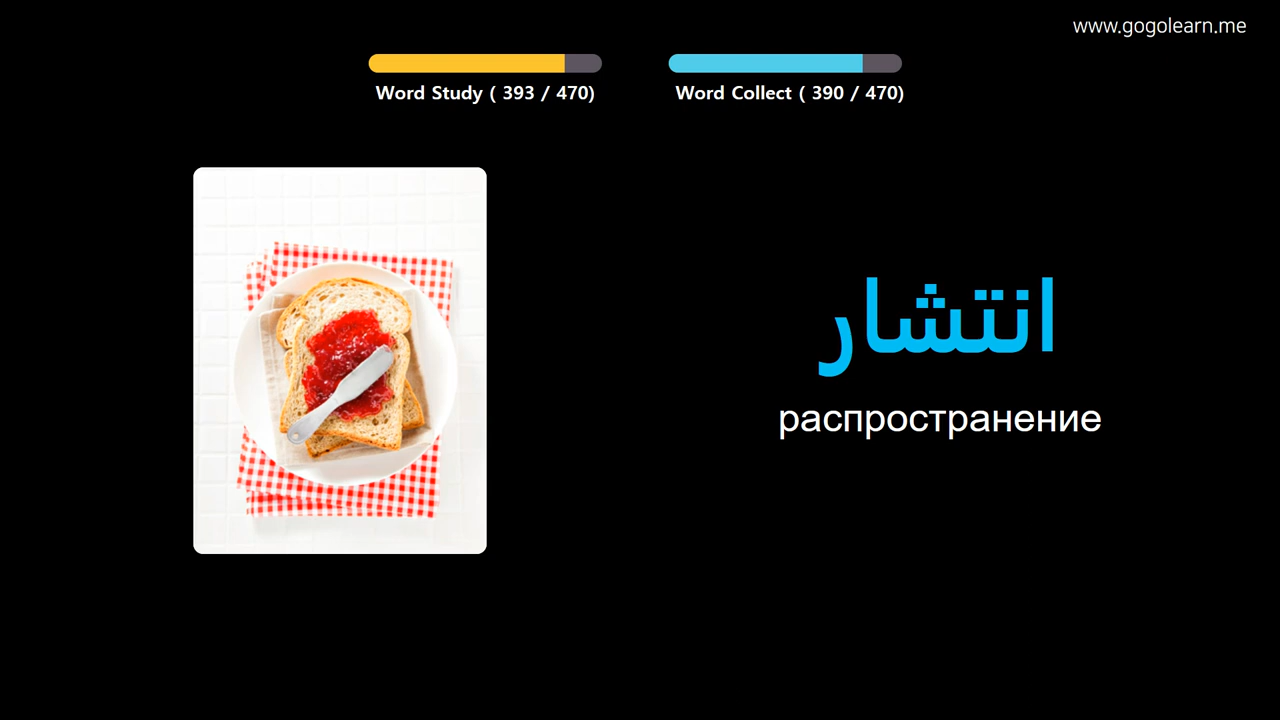 www.gogolearn.me
Word Study ( 393 / 470)
Word Collect ( 390 / 470)
انتشار
распространение